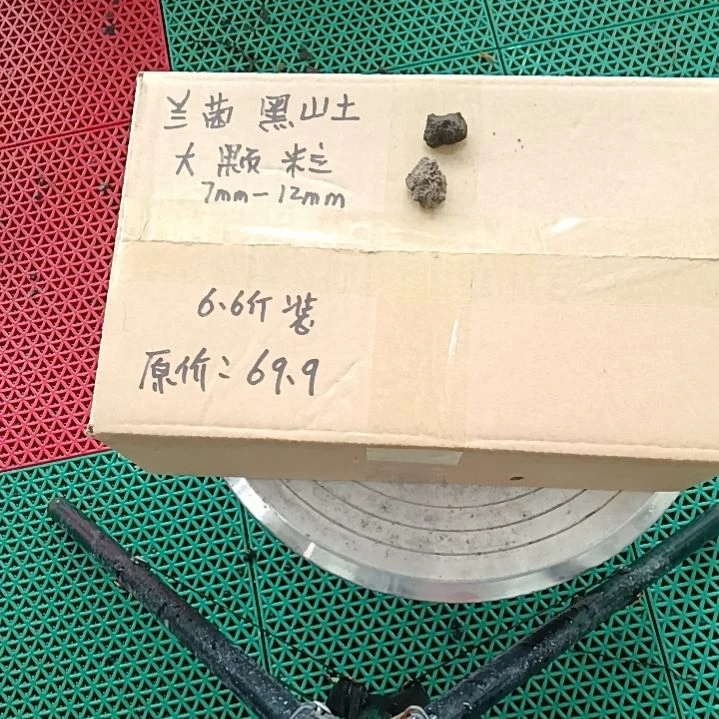 兰菌 黑山土
大 颗 粒
7mm-12mm
6.6斤装
原价:69.9